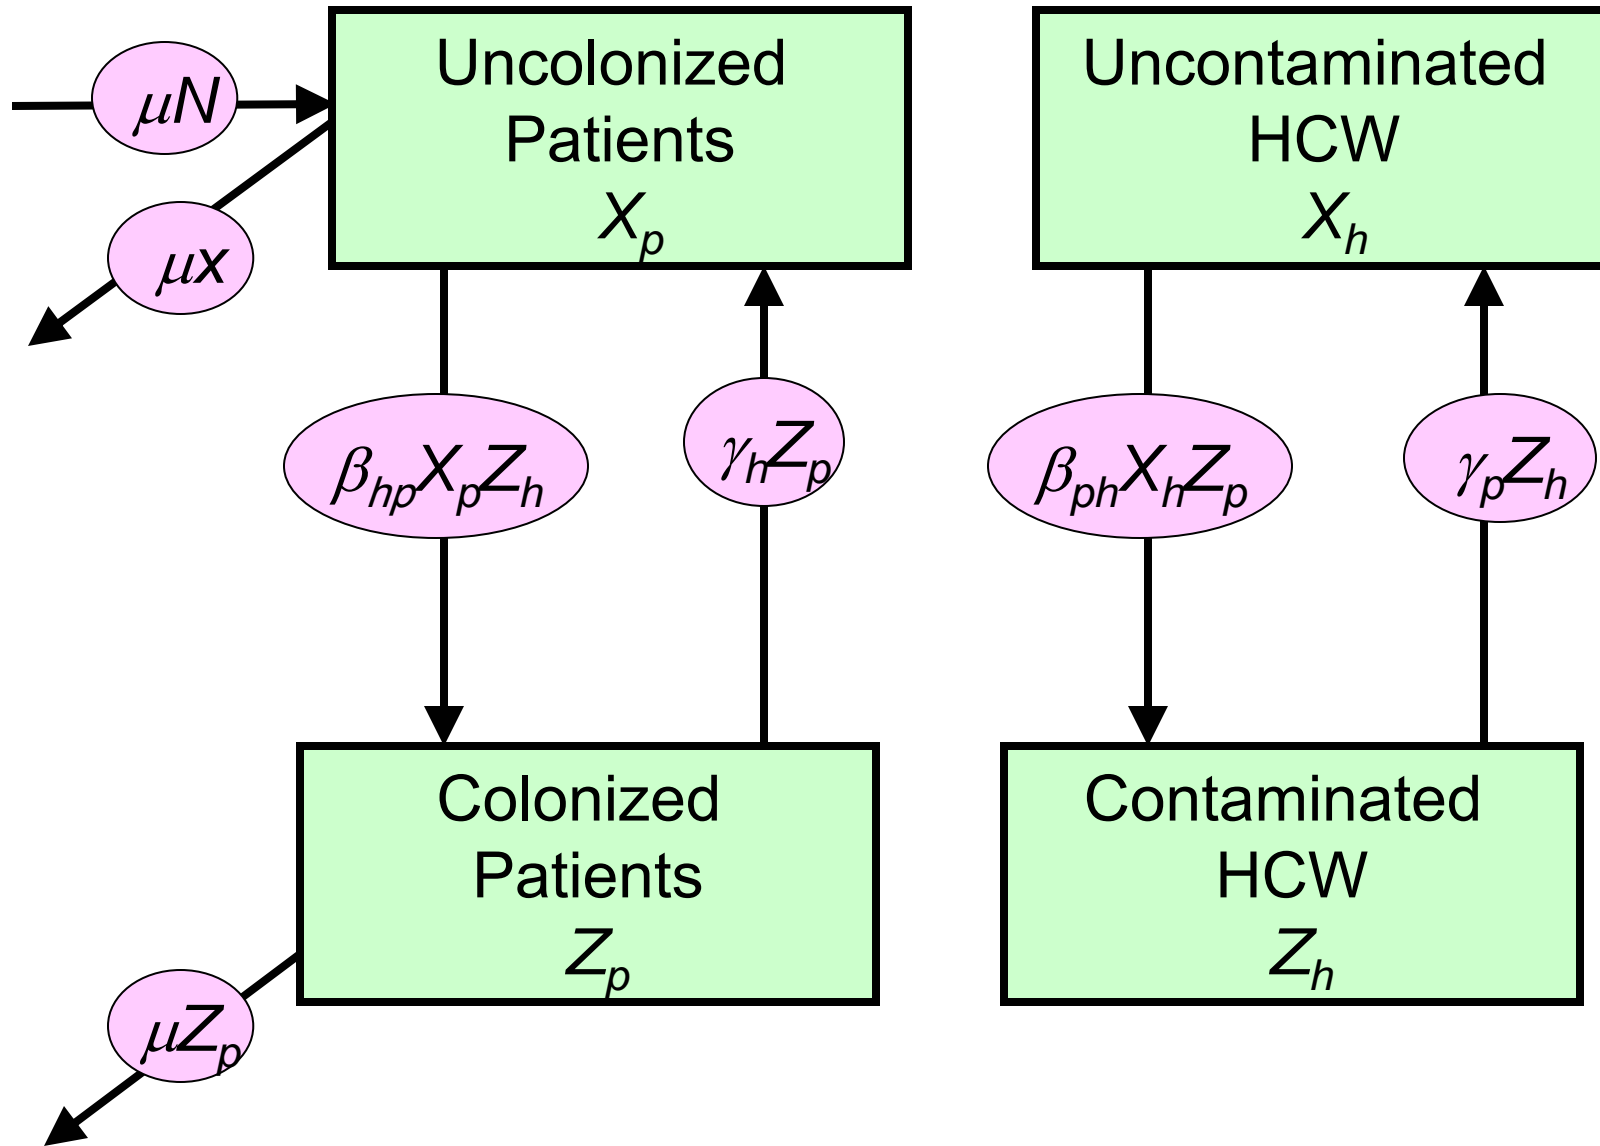 Uncolonized
Patients
Xₚ
Uncontaminated
HCW
Xₕ
μN
μx
βₕₚXₚZₕ
γₕZₚ
βₚₕXₕZₚ
γₚZₕ
Colonized
Patients
Zₚ
Contaminated
HCW
Zₕ
μZₚ